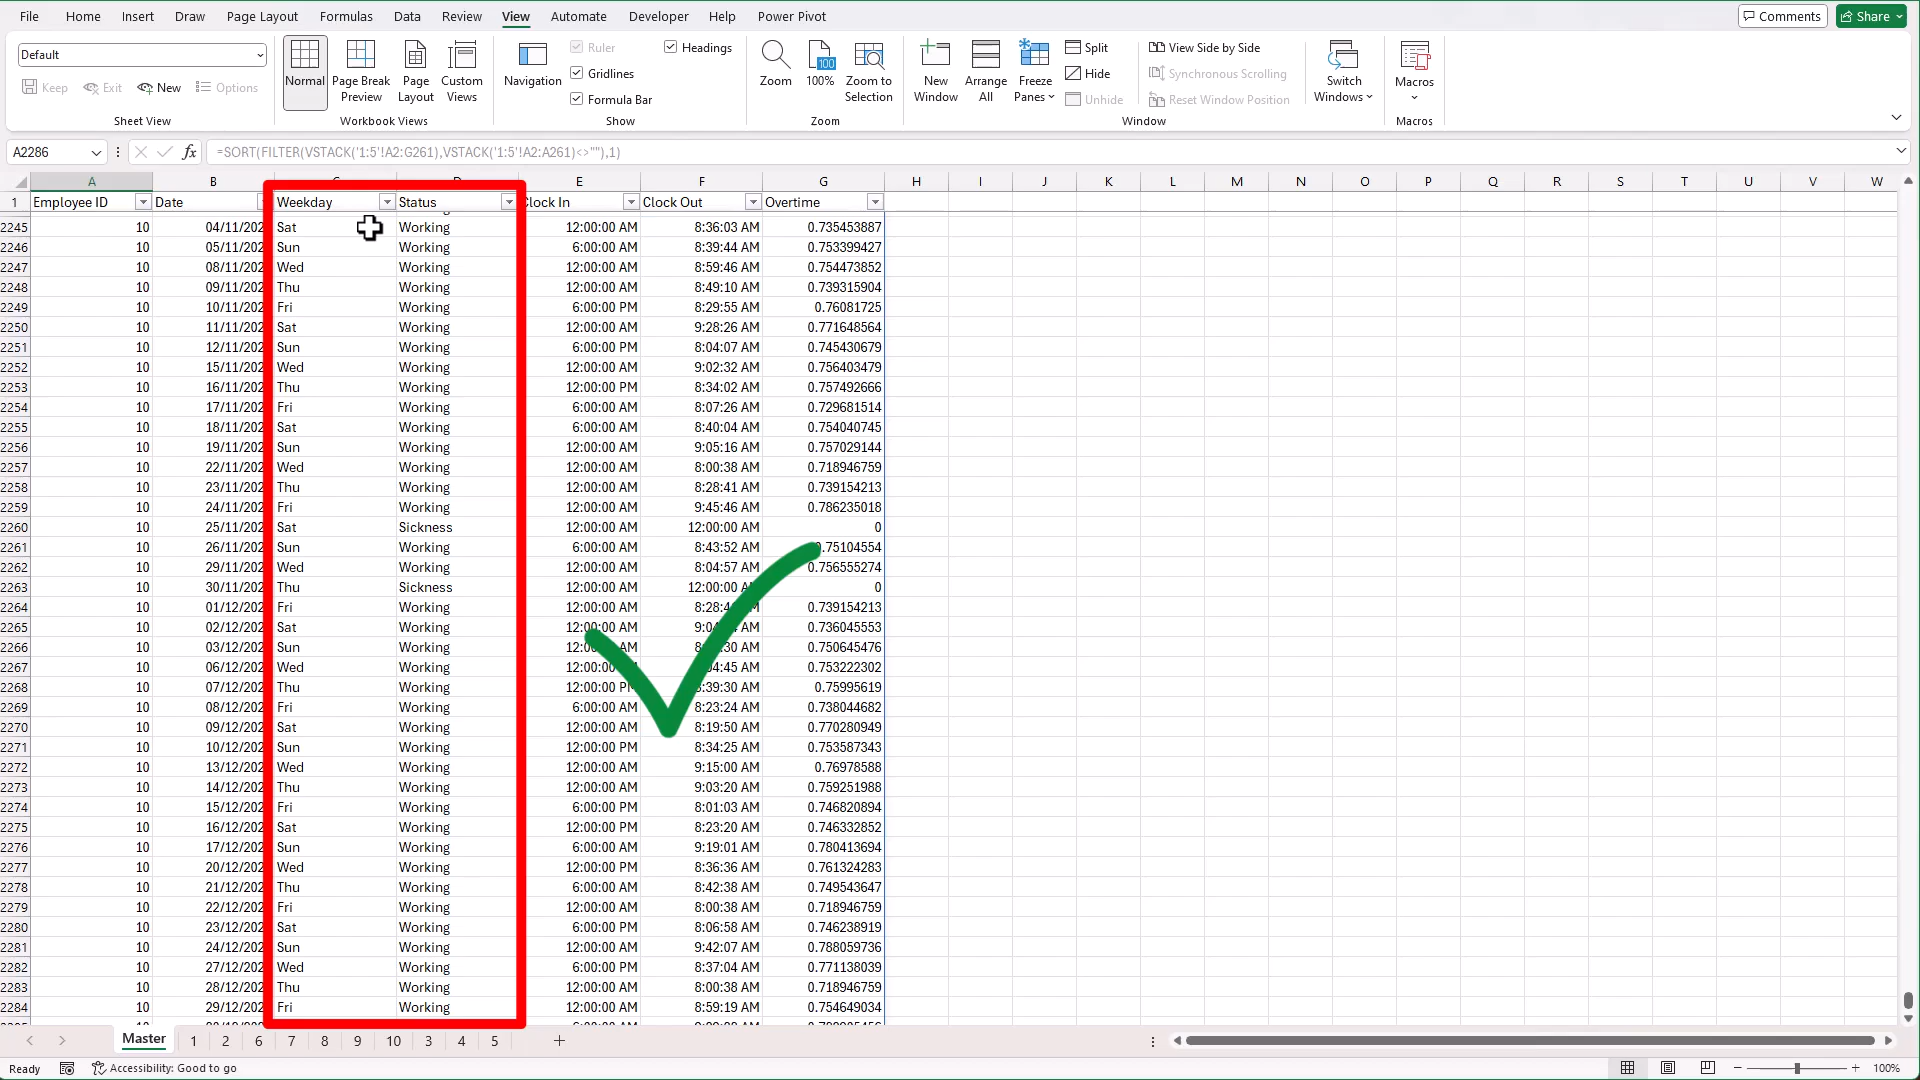 File Home Insert Draw Page Layout Formulas Data Review View Automate Developer Help Power Pivot Comments Share
Default
Keep Exit New Options
Sheet View
Normal Page Break Preview Page Layout Custom Views
Workbook Views
Navigation
Ruler Gridlines Formula Bar Headings
Show
Zoom 100% Zoom to Selection
100
Zoom
New Window Arrange All Freeze Panes Split Hide Unhide View Side by Side Synchronous Scrolling Reset Window Position Switch Windows
Window
Macros
Macros
A2286 fx =SORT(FILTER(VSTACK('1:5'!A2:G261),VSTACK('1:5'!A2:A261)<>""),1)
A B E F G H I J K L M N O P Q R S T U V W
1 Employee ID Date Weekday Status Clock In Clock Out Overtime
2245 10 04/11/202 Sat Working 12:00:00 AM 8:36:03 AM 0.735453887
2246 10 05/11/202 Sun Working 6:00:00 AM 8:39:44 AM 0.753399427
2247 10 08/11/202 Wed Working 12:00:00 AM 8:59:46 AM 0.754473852
2248 10 09/11/202 Thu Working 12:00:00 AM 8:49:10 AM 0.739315904
2249 10 10/11/202 Fri Working 6:00:00 PM 8:29:55 AM 0.76081725
2250 10 11/11/202 Sat Working 12:00:00 AM 9:28:26 AM 0.771648564
2251 10 12/11/202 Sun Working 6:00:00 PM 8:04:07 AM 0.745430679
2252 10 15/11/202 Wed Working 12:00:00 AM 9:02:32 AM 0.756403479
2253 10 16/11/202 Thu Working 12:00:00 PM 8:34:02 AM 0.757492666
2254 10 17/11/202 Fri Working 6:00:00 AM 8:07:26 AM 0.729681514
2255 10 18/11/202 Sat Working 6:00:00 AM 8:40:04 AM 0.754040745
2256 10 19/11/202 Sun Working 12:00:00 AM 9:05:16 AM 0.757029144
2257 10 22/11/202 Wed Working 12:00:00 AM 8:00:38 AM 0.718946759
2258 10 23/11/202 Thu Working 12:00:00 AM 8:28:41 AM 0.739154213
2259 10 24/11/202 Fri Working 12:00:00 AM 9:45:46 AM 0.786235018
2260 10 25/11/202 Sat Sickness 12:00:00 AM 12:00:00 AM 0
2261 10 26/11/202 Sun Working 6:00:00 AM 8:43:52 AM 0.75104554
2262 10 29/11/202 Wed Working 12:00:00 AM 8:04:57 AM 0.756555274
2263 10 30/11/202 Thu Sickness 12:00:00 AM 12:00:00 0
2264 10 01/12/202 Fri Working 12:00:00 AM 0.739154213
2265 10 02/12/202 Sat Working AM 0.736045553
2266 10 03/12/202 Sun Working AM AM 0.750645476
2267 10 06/12/202 Wed Working 12:00:00 AM 0.753222302
2268 10 07/12/202 Thu Working 12:00:00 AM 0.75995619
2269 10 08/12/202 Fri Working 6:00:00 AM 8:23:24 AM 0.738044682
2270 10 09/12/202 Sat Working 12:00:00 AM 8:19:50 AM 0.770280949
2271 10 10/12/202 Sun Working 12:00:00 PM 8:34:25 AM 0.753587343
2272 10 13/12/202 Wed Working 12:00:00 AM 9:15:00 AM 0.76978588
2273 10 14/12/202 Thu Working 12:00:00 AM 9:03:20 AM 0.759251988
2274 10 15/12/202 Fri Working 6:00:00 PM 8:01:03 AM 0.746820894
2275 10 16/12/202 Sat Working 12:00:00 PM 8:23:20 AM 0.746332852
2276 10 17/12/202 Sun Working 6:00:00 AM 9:19:01 AM 0.780413694
2277 10 20/12/202 Wed Working 12:00:00 PM 8:36:36 AM 0.761324283
2278 10 21/12/202 Thu Working 6:00:00 AM 8:42:38 AM 0.749543647
2279 10 22/12/202 Fri Working 12:00:00 AM 8:00:38 AM 0.718946759
2280 10 23/12/202 Sat Working 6:00:00 PM 8:06:58 AM 0.746238919
2281 10 24/12/202 Sun Working 12:00:00 AM 9:42:07 AM 0.788059736
2282 10 27/12/202 Wed Working 6:00:00 PM 8:37:04 AM 0.771138039
2283 10 28/12/202 Thu Working 12:00:00 AM 8:00:38 AM 0.718946759
2284 10 29/12/202 Fri Working 12:00:00 AM 8:59:19 AM 0.754649034
Master 1 2 6 7 8 9 10 3 4 5
Ready Accessibility: Good to go 100%